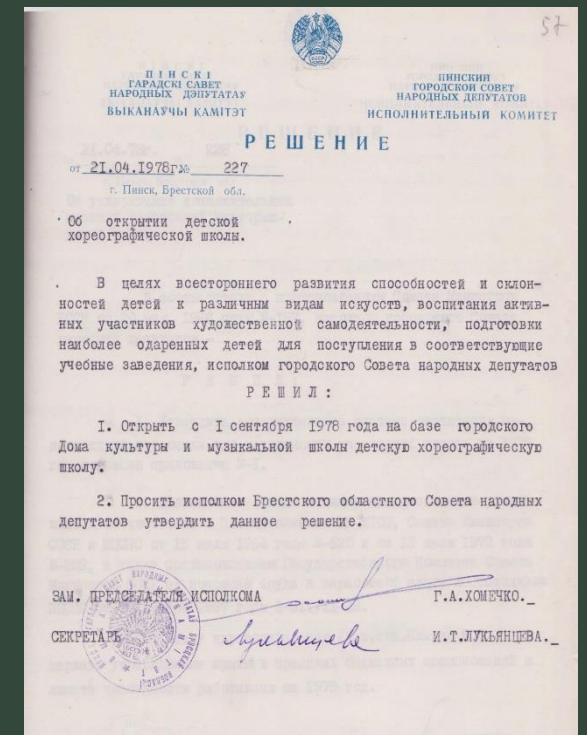 57
ПІНСКІ
ГАРАДСКІ САВЕТ
НАРОДНЫХ ДЭПУТАТАЎ
ВЫКАНАЎЧЫ КАМІТЭТ
ПИНСКИЙ
ГОРОДСКОЙ СОВЕТ
НАРОДНЫХ ДЕПУТАТОВ
ИСПОЛНИТЕЛЬНЫЙ КОМИТЕТ
РЕШЕНИЕ
от 21.04.1978г № 227
г. Пинск, Брестской обл.
Об открытии детской
хореографической школы.
В целях всестороннего развития способностей и склон-
ностей детей к различным видам искусств, воспитания актив-
ных участников художественной самодеятельности, подготовки
наиболее одаренных детей для поступления в соответствующие
учебные заведения, исполком городского Совета народных депутатов
РЕШИЛ:
I. Открыть с I сентября 1978 года на базе городского
Дома культуры и музыкальной школы детскую хореографическую
школу.
2. Просить исполком Брестского областного Совета народных
депутатов утвердить данное решение.
ЗАМ. ПРЕДСЕДАТЕЛЯ ИСПОЛКОМА Г.А.ХОМЕЧКО._
СЕКРЕТАРЬ И.Т.ЛУКЬЯНЦЕВА._